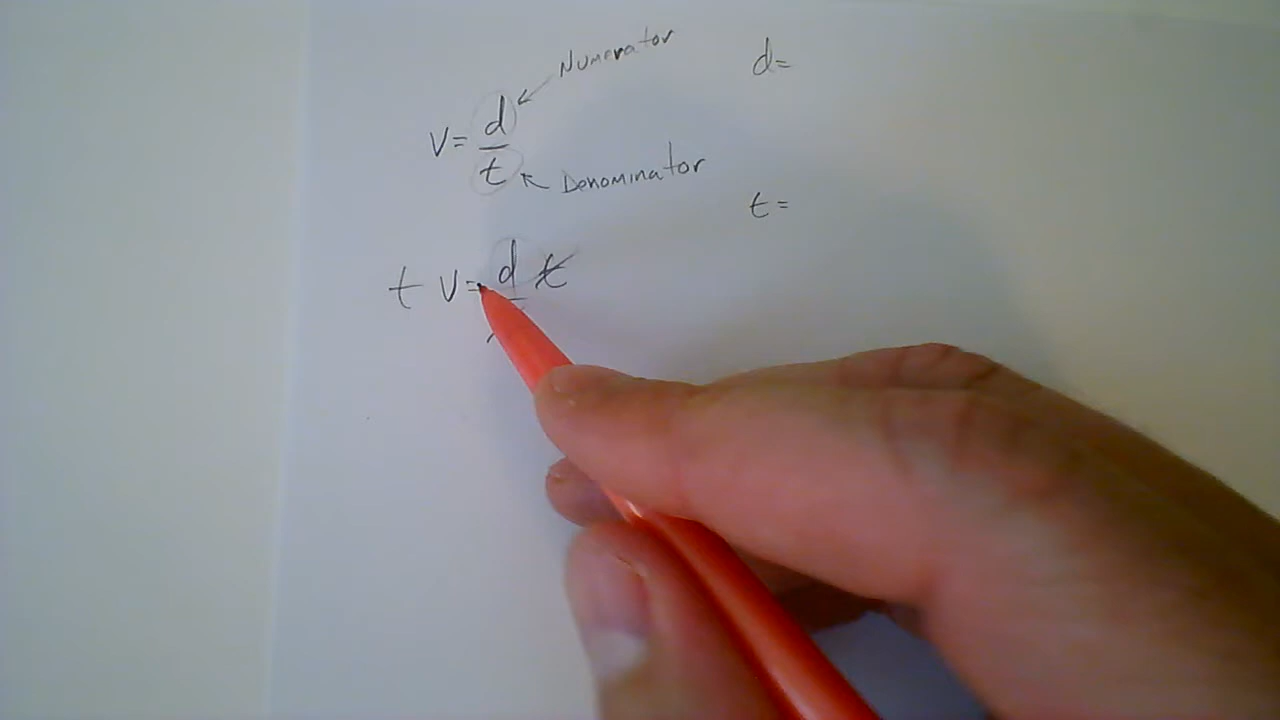 Numerator
d=
v= d
t
Denominator
t=
t v= d t